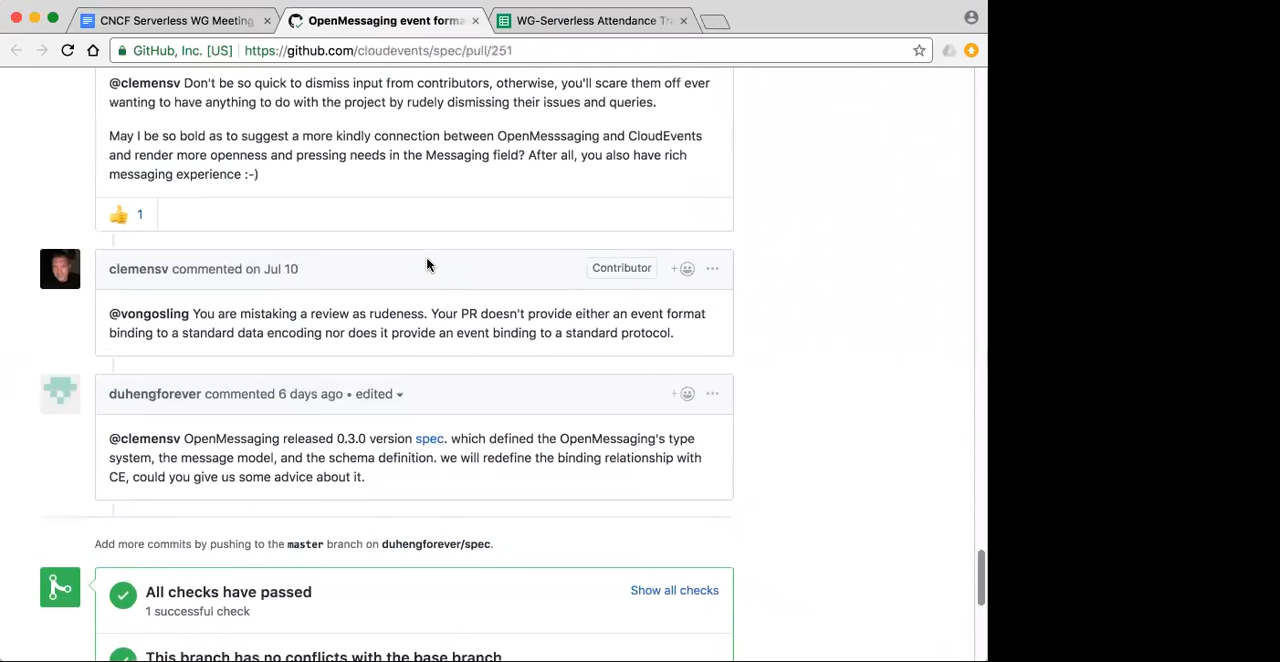 CNCF Serverless WG Meeting
OpenMessaging event forma
WG-Serverless Attendance Tr
GitHub, Inc. [US] https://github.com/cloudevents/spec/pull/251
@clemensv Don't be so quick to dismiss input from contributors, otherwise, you'll scare them off ever
wanting to have anything to do with the project by rudely dismissing their issues and queries.
May I be so bold as to suggest a more kindly connection between OpenMesssaging and CloudEvents
and render more openness and pressing needs in the Messaging field? After all, you also have rich
messaging experience :-)
👍 1
clemensv commented on Jul 10
Contributor
@vongosling You are mistaking a review as rudeness. Your PR doesn't provide either an event format
binding to a standard data encoding nor does it provide an event binding to a standard protocol.
duhengforever commented 6 days ago • edited
@clemensv OpenMessaging released 0.3.0 version spec. which defined the OpenMessaging's type
system, the message model, and the schema definition. we will redefine the binding relationship with
CE, could you give us some advice about it.
Add more commits by pushing to the master branch on duhengforever/spec.
All checks have passed
Show all checks
1 successful check
This branch has no conflicts with the base branch